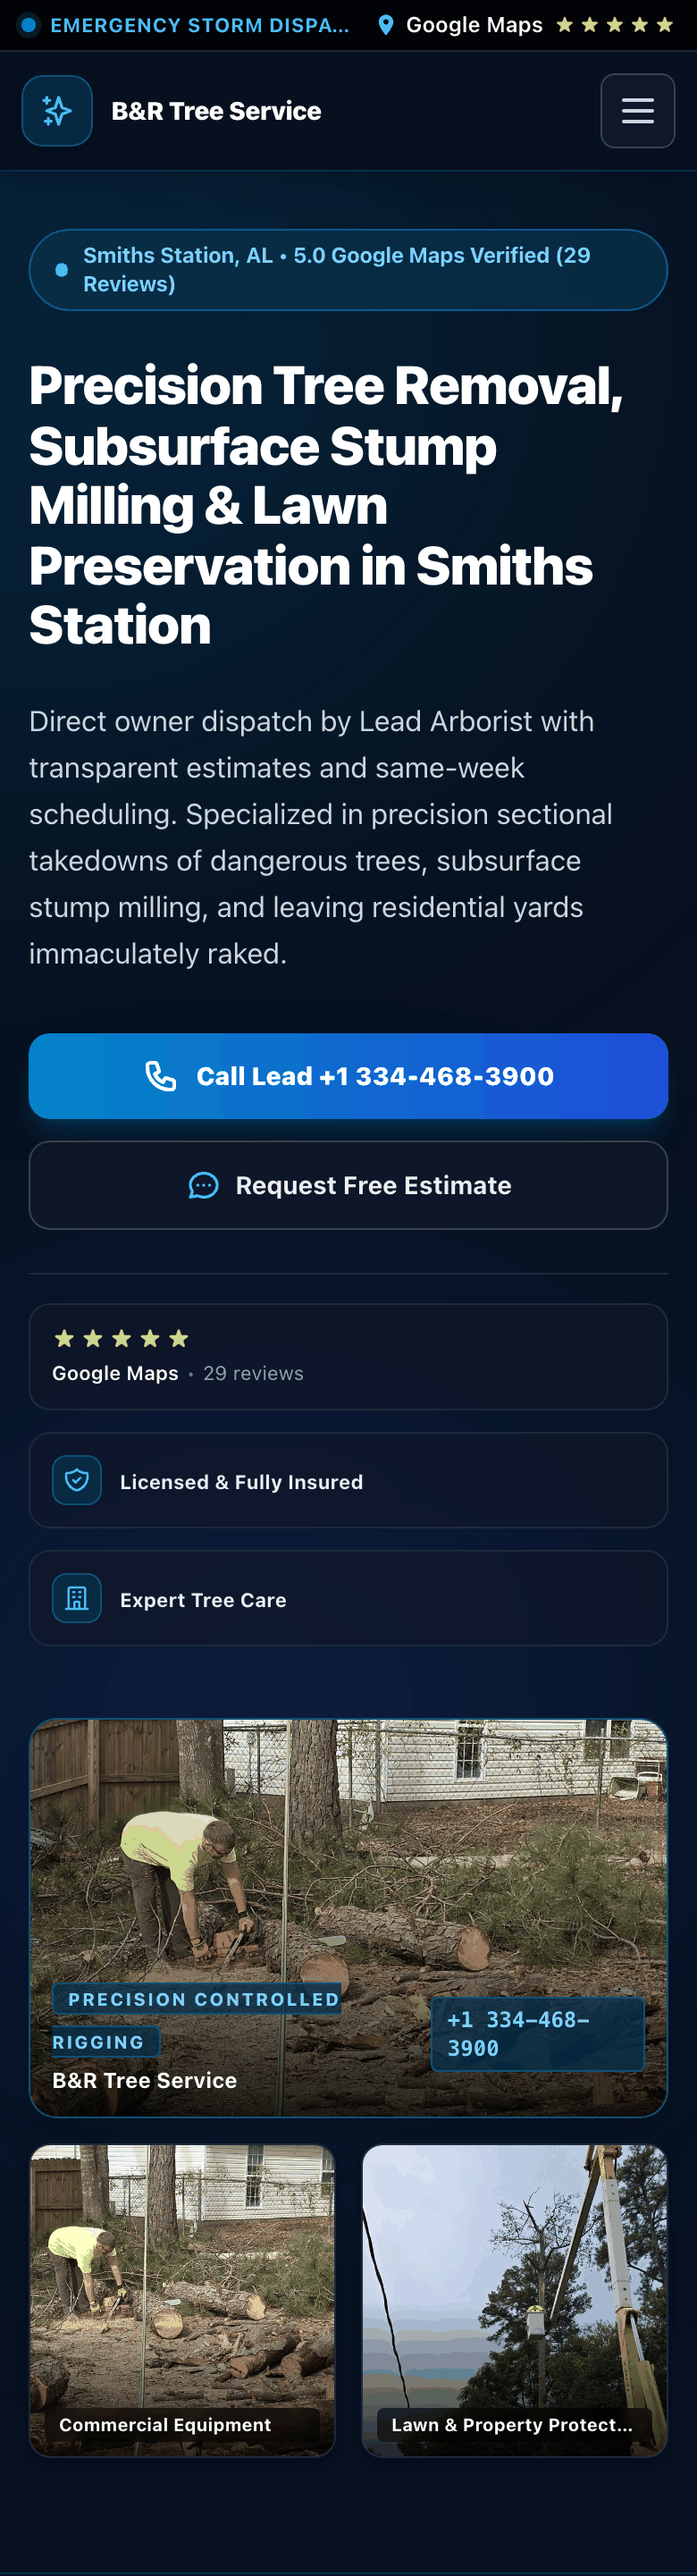 EMERGENCY STORM DISPA... Google Maps
B&R Tree Service
Smiths Station, AL • 5.0 Google Maps Verified (29
Reviews)
Precision Tree Removal,
Subsurface Stump
Milling & Lawn
Preservation in Smiths
Station
Direct owner dispatch by Lead Arborist with
transparent estimates and same-week
scheduling. Specialized in precision sectional
takedowns of dangerous trees, subsurface
stump milling, and leaving residential yards
immaculately raked.
Call Lead +1 334-468-3900
Request Free Estimate
Google Maps • 29 reviews
Licensed & Fully Insured
Expert Tree Care
PRECISION CONTROLLED
RIGGING
B&R Tree Service
+1 334-468-
3900
Commercial Equipment
Lawn & Property Protect...